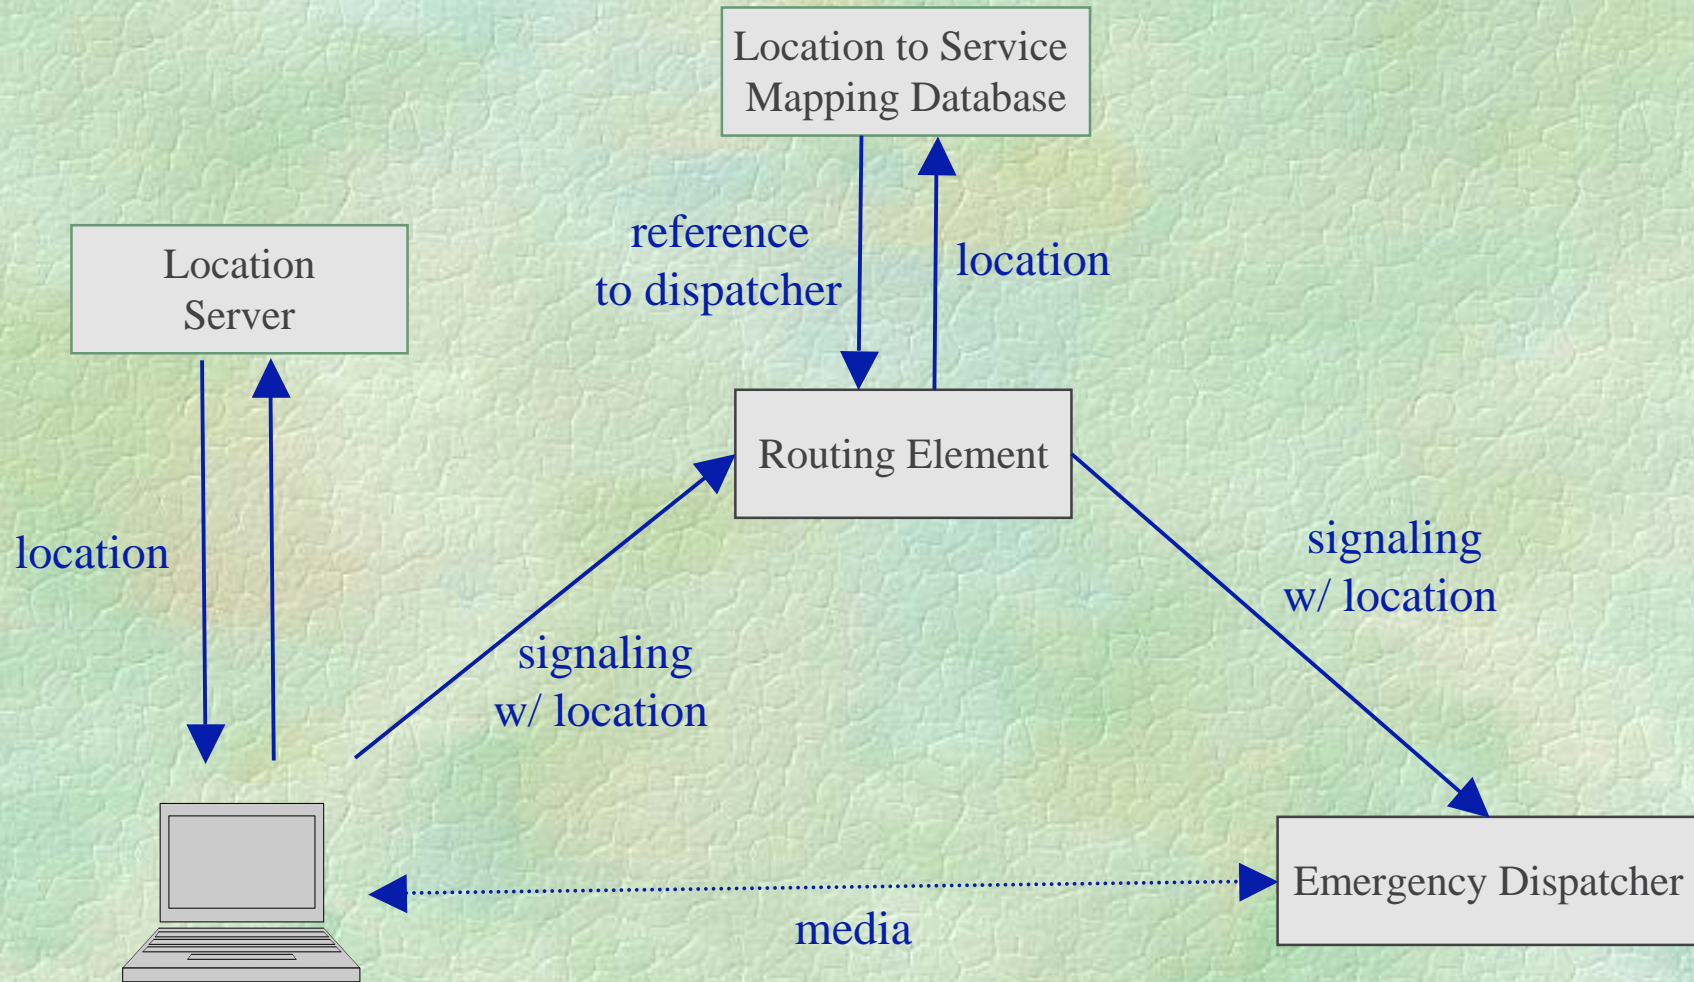 Location to Service
Mapping Database
reference
to dispatcher
location
Location
Server
Routing Element
location
signaling
w/ location
signaling
w/ location
Emergency Dispatcher
media